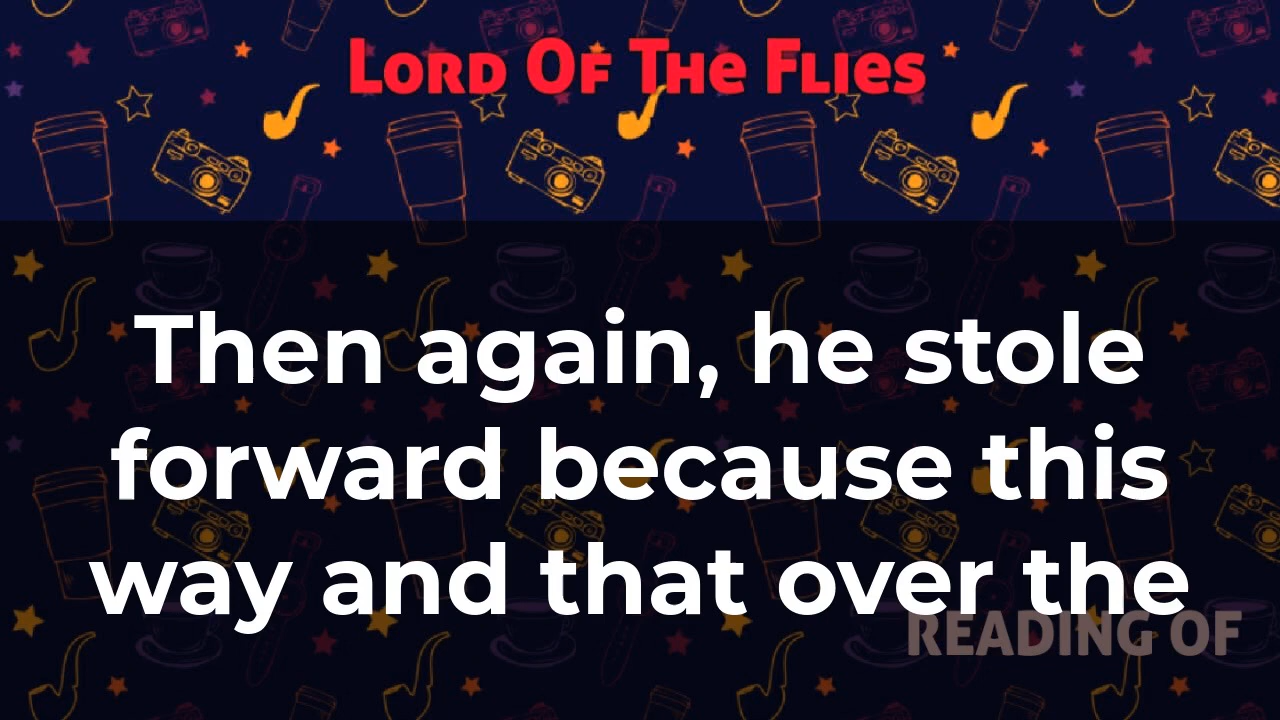 Lord Of The Flies
Then again, he stole
forward because this
way and that over the
READING OF